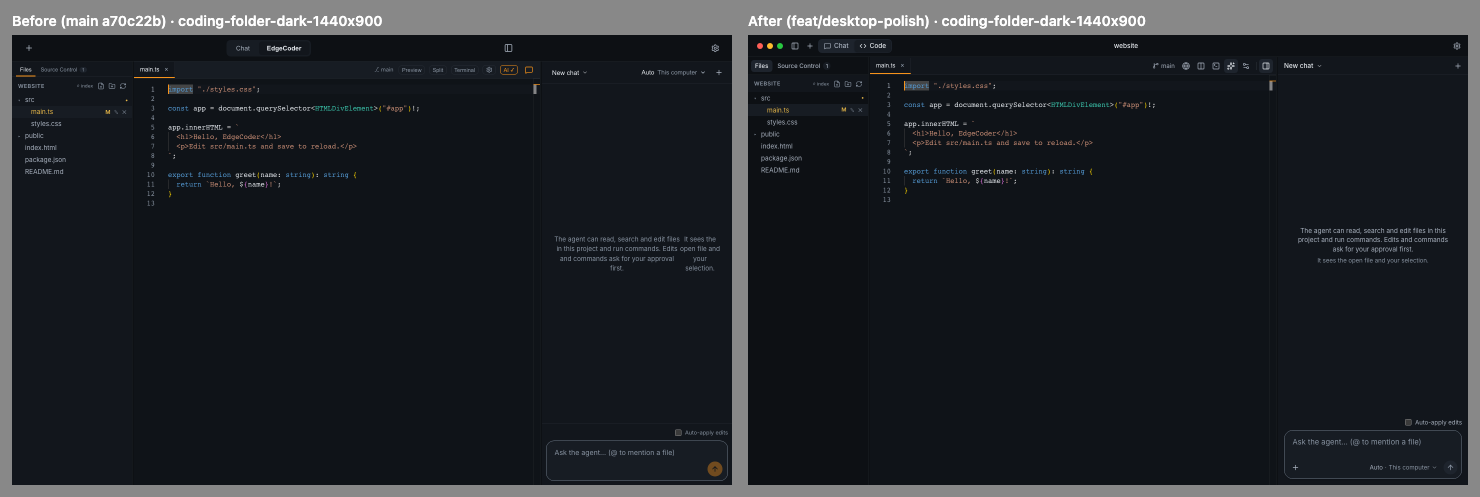 Before (main a70c22b) · coding-folder-dark-1440x900
Chat EdgeCoder
Files Source Control 1
main.ts ×
main Preview Split Terminal AI ✓
New chat Auto This computer +
WEBSITE + Index
src
main.ts M
styles.css
public
index.html
package.json
README.md
1 import "./styles.css";
2
3 const app = document.querySelector<HTMLDivElement>("#app")!;
4
5 app.innerHTML = `
6 <h1>Hello, EdgeCoder</h1>
7 <p>Edit src/main.ts and save to reload.</p>
8 `;
9
10 export function greet(name: string): string {
11 return `Hello, ${name}!`;
12 }
13
The agent can read, search and edit files
in this project and run commands. Edits
and commands ask for your approval
first.
It sees the
open file and
your
selection.
Auto-apply edits
Ask the agent... (@ to mention a file)
After (feat/desktop-polish) · coding-folder-dark-1440x900
+ Chat Code
website
Files Source Control 1
main.ts ×
main
New chat +
WEBSITE + Index
src
main.ts M
styles.css
public
index.html
package.json
README.md
1 import "./styles.css";
2
3 const app = document.querySelector<HTMLDivElement>("#app")!;
4
5 app.innerHTML = `
6 <h1>Hello, EdgeCoder</h1>
7 <p>Edit src/main.ts and save to reload.</p>
8 `;
9
10 export function greet(name: string): string {
11 return `Hello, ${name}!`;
12 }
13
The agent can read, search and edit files in this
project and run commands. Edits and commands
ask for your approval first.
It sees the open file and your selection.
Auto-apply edits
Ask the agent... (@ to mention a file)
+ Auto · This computer